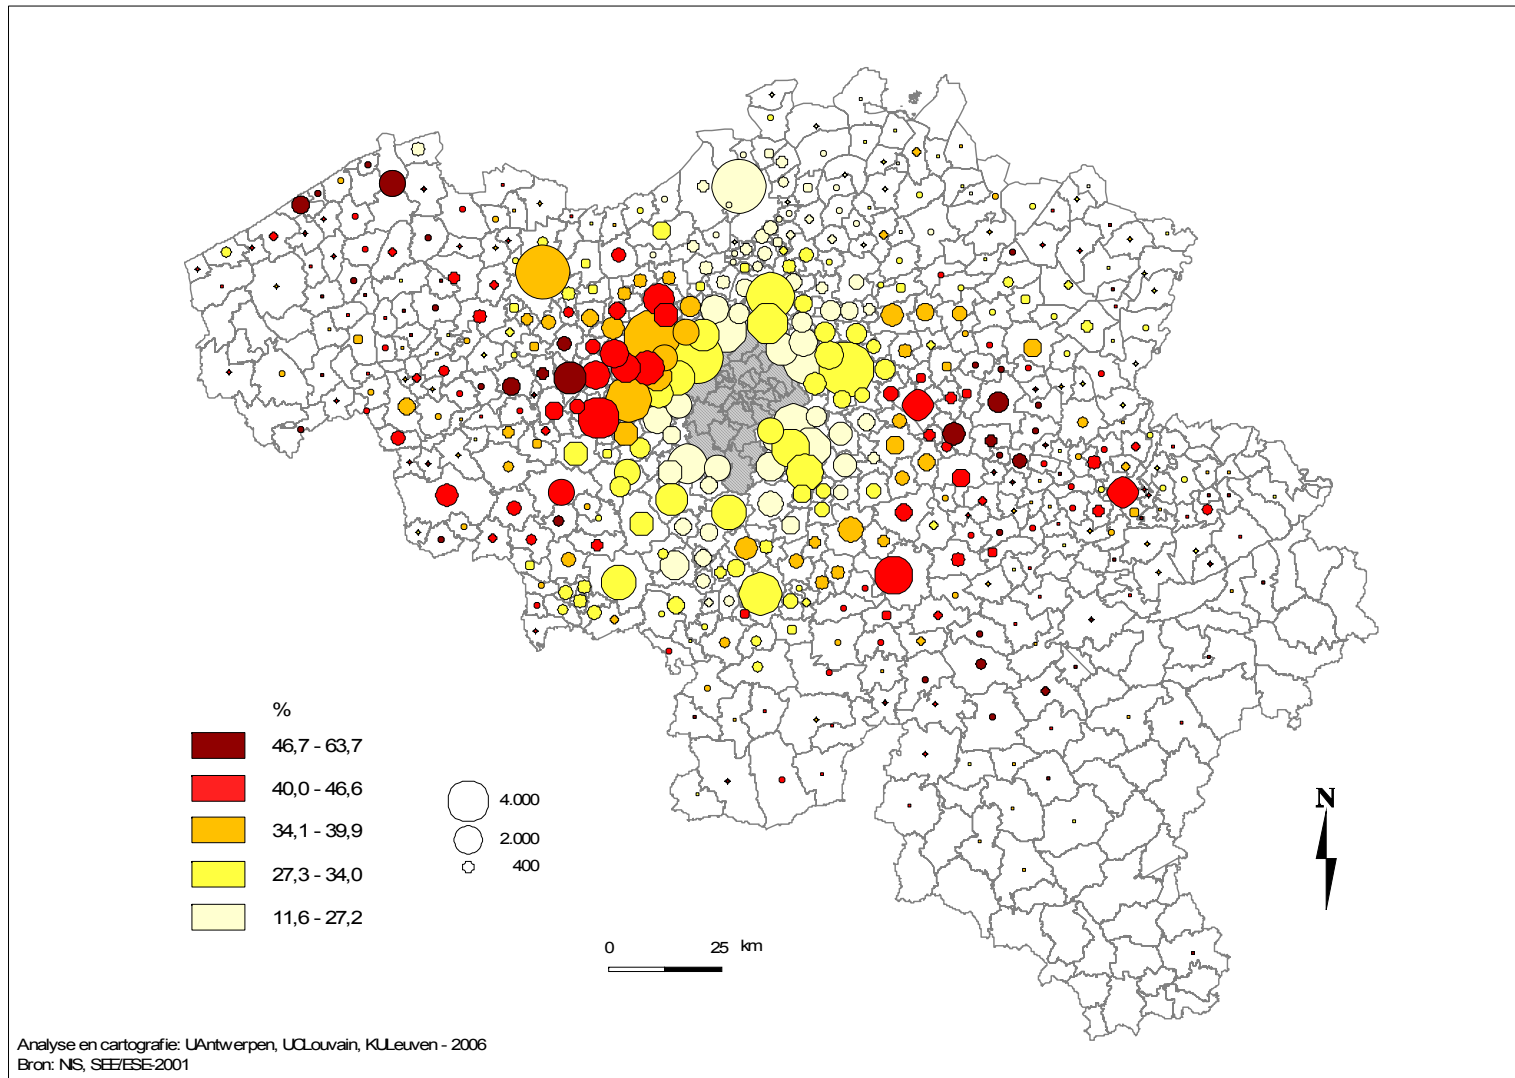 %
46,7 - 63,7
40,0 - 46,6
34,1 - 39,9
27,3 - 34,0
11,6 - 27,2
4.000
2.000
400
0 25 km
N
Analyse en cartografie: UAntwerpen, UCLouvain, KULeuven - 2006
Bron: NIS, SEE/ESE-2001